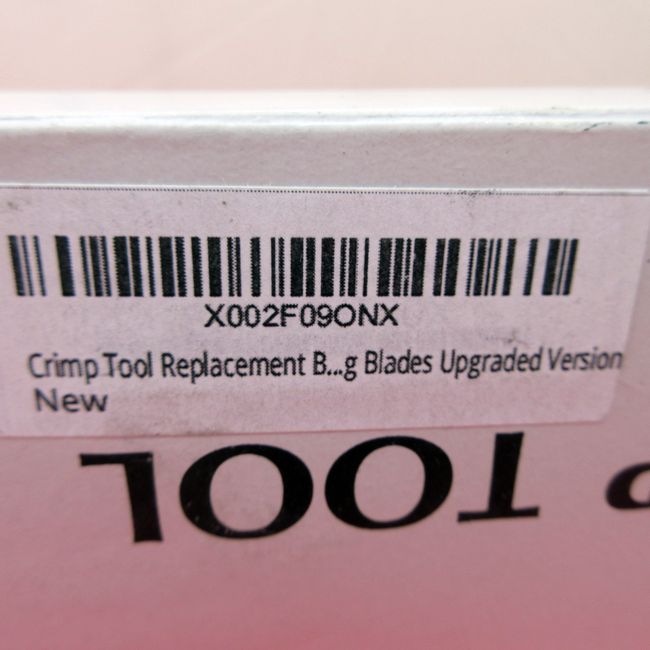 X002F09ONX
Crimp Tool Replacement B...g Blades Upgraded Version
New
P TOOL